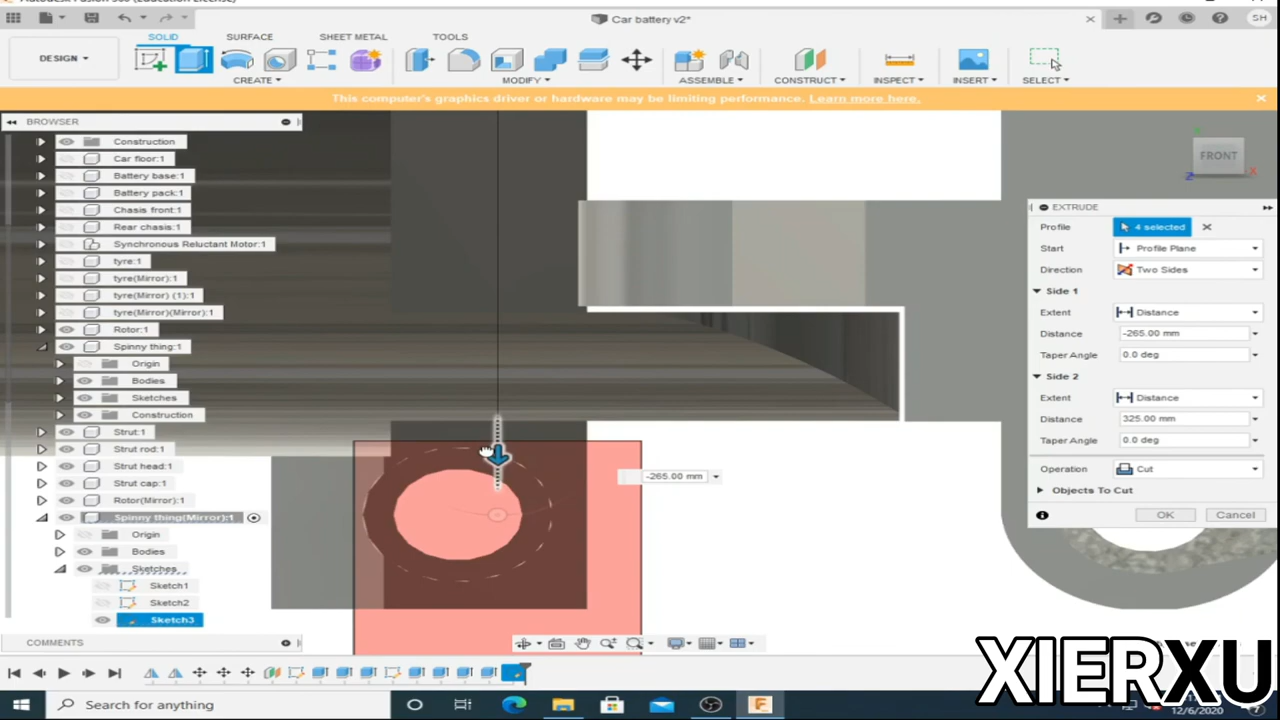 Car battery v2*
SH
DESIGN
SOLID
SURFACE
SHEET METAL
TOOLS
CREATE
MODIFY
ASSEMBLE
CONSTRUCT
INSPECT
INSERT
SELECT
This computer's graphics driver or hardware may be limiting performance. Learn more here.
BROWSER
Construction
Car floor:1
Battery base:1
Battery pack:1
Chasis front:1
Rear chasis:1
Synchronous Reluctant Motor:1
tyre:1
tyre(Mirror):1
tyre(Mirror) (1):1
tyre(Mirror)(Mirror):1
Rotor:1
Spinny thing:1
Origin
Bodies
Sketches
Construction
Strut:1
Strut rod:1
Strut head:1
Strut cap:1
Rotor(Mirror):1
Spinny thing(Mirror):1
Origin
Bodies
Sketches
Sketch1
Sketch2
Sketch3
FRONT
Z
X
-265.00 mm
EXTRUDE
Profile
4 selected
Start
Profile Plane
Direction
Two Sides
Side 1
Extent
Distance
Distance
-265.00 mm
Taper Angle
0.0 deg
Side 2
Extent
Distance
Distance
325.00 mm
Taper Angle
0.0 deg
Operation
Cut
Objects To Cut
OK
Cancel
COMMENTS
XIERXU
Search for anything
12/6/2020